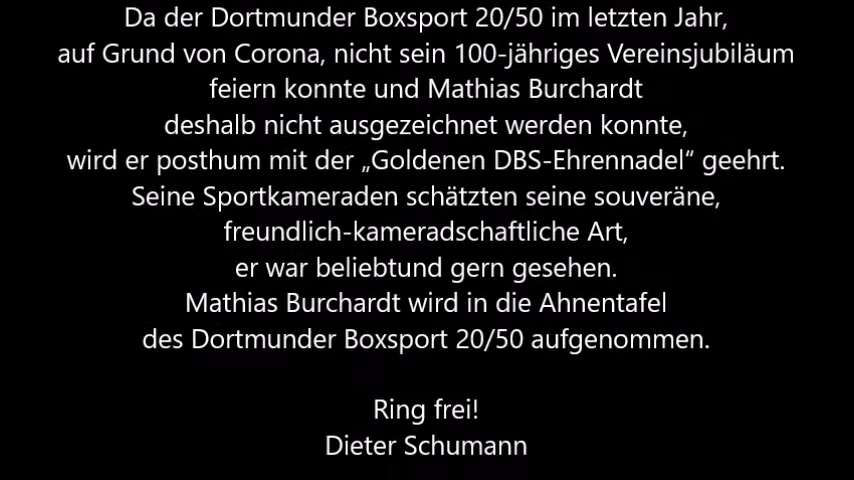 Da der Dortmunder Boxsport 20/50 im letzten Jahr,
auf Grund von Corona, nicht sein 100-jähriges Vereinsjubiläum
feiern konnte und Mathias Burchardt
deshalb nicht ausgezeichnet werden konnte,
wird er posthum mit der „Goldenen DBS-Ehrennadel“ geehrt.
Seine Sportkameraden schätzten seine souveräne,
freundlich-kameradschaftliche Art,
er war beliebtund gern gesehen.
Mathias Burchardt wird in die Ahnentafel
des Dortmunder Boxsport 20/50 aufgenommen.
Ring frei!
Dieter Schumann